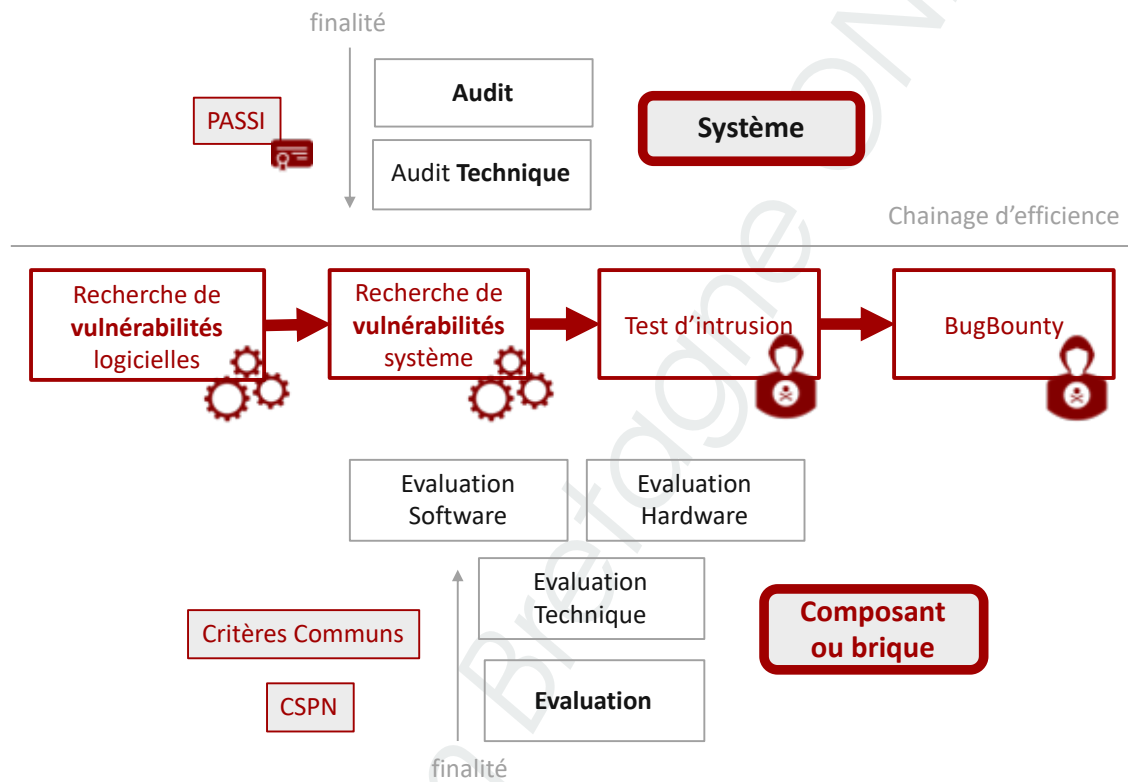 finalité
Audit
PASSI
Système
Audit Technique
Chainage d'efficience
Recherche de
vulnérabilités
logicielles
Recherche de
vulnérabilités
système
Test d'intrusion
BugBounty
Evaluation
Software
Evaluation
Hardware
Evaluation
Technique
Critères Communs
Composant
ou brique
CSPN
Evaluation
finalité
Bretagne